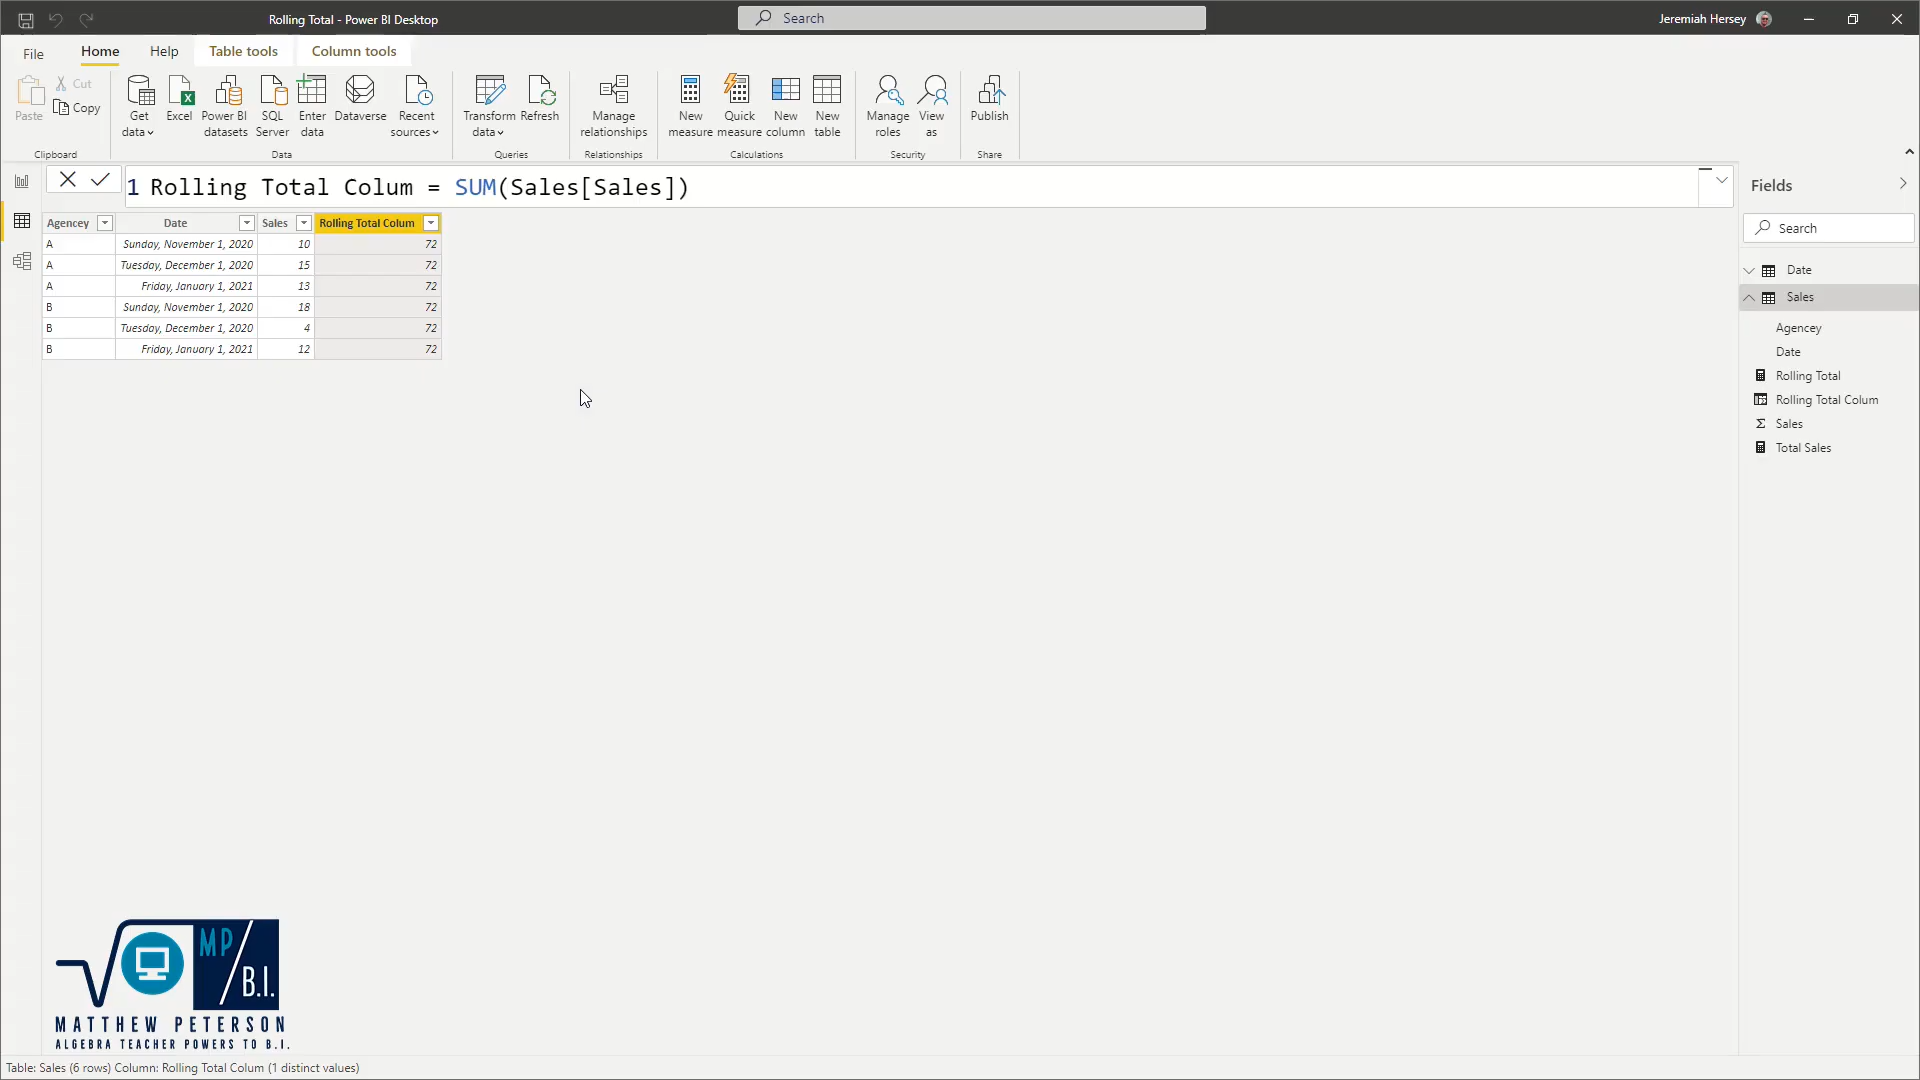 Rolling Total - Power BI Desktop
Search
Jeremiah Hersey
File
Home
Help
Table tools
Column tools
Paste
Cut
Copy
Clipboard
Get data
Excel
Power BI datasets
SQL Server
Enter data
Dataverse
Recent sources
Data
Transform data
Refresh
Queries
Manage relationships
Relationships
New measure
Quick measure
New column
New table
Calculations
Manage roles
View as
Security
Publish
Share
1 Rolling Total Colum = SUM(Sales[Sales])
Agencey Date Sales Rolling Total Colum
A Sunday, November 1, 2020 10 72
A Tuesday, December 1, 2020 15 72
A Friday, January 1, 2021 13 72
B Sunday, November 1, 2020 18 72
B Tuesday, December 1, 2020 4 72
B Friday, January 1, 2021 12 72
Fields
Search
Date
Sales
Agencey
Date
Rolling Total
Rolling Total Colum
Sales
Total Sales
MP
B.I.
MATTHEW PETERSON
ALGEBRA TEACHER POWERS TO B.I.
Table: Sales (6 rows) Column: Rolling Total Colum (1 distinct values)